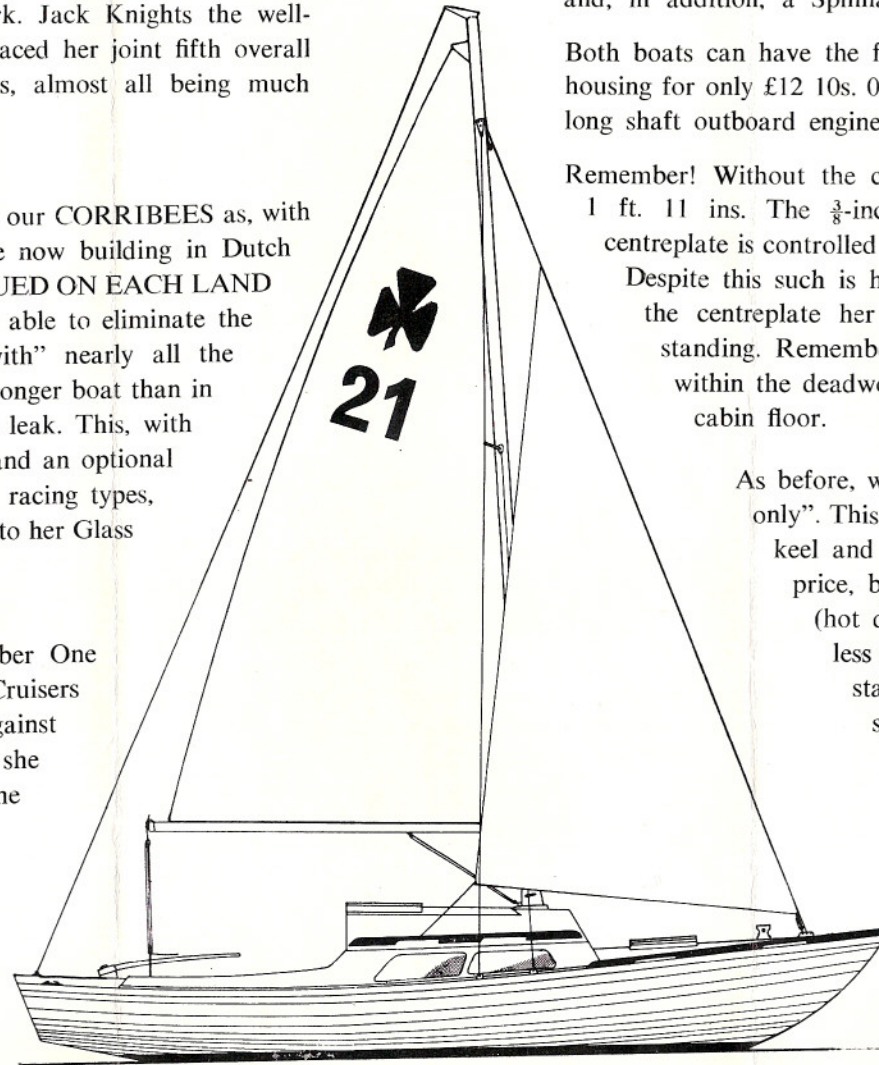 rk. Jack Knights the well-
aced her joint fifth overall
s, almost all being much
our CORRIBEES as, with
e now building in Dutch
UED ON EACH LAND
able to eliminate the
with” nearly all the
onger boat than in
leak. This, with
and an optional
racing types,
to her Glass
ber One
Cruisers
gainst
she
ne
21
and, in addition, a Spinna
Both boats can have the f
housing for only £12 10s. 0
long shaft outboard engine
Remember! Without the c
1 ft. 11 ins. The ⅜-inc
centreplate is controlled
Despite this such is h
the centreplate her
standing. Rememb
within the deadwo
cabin floor.
As before, w
only”. This
keel and
price, b
(hot d
less
sta
s